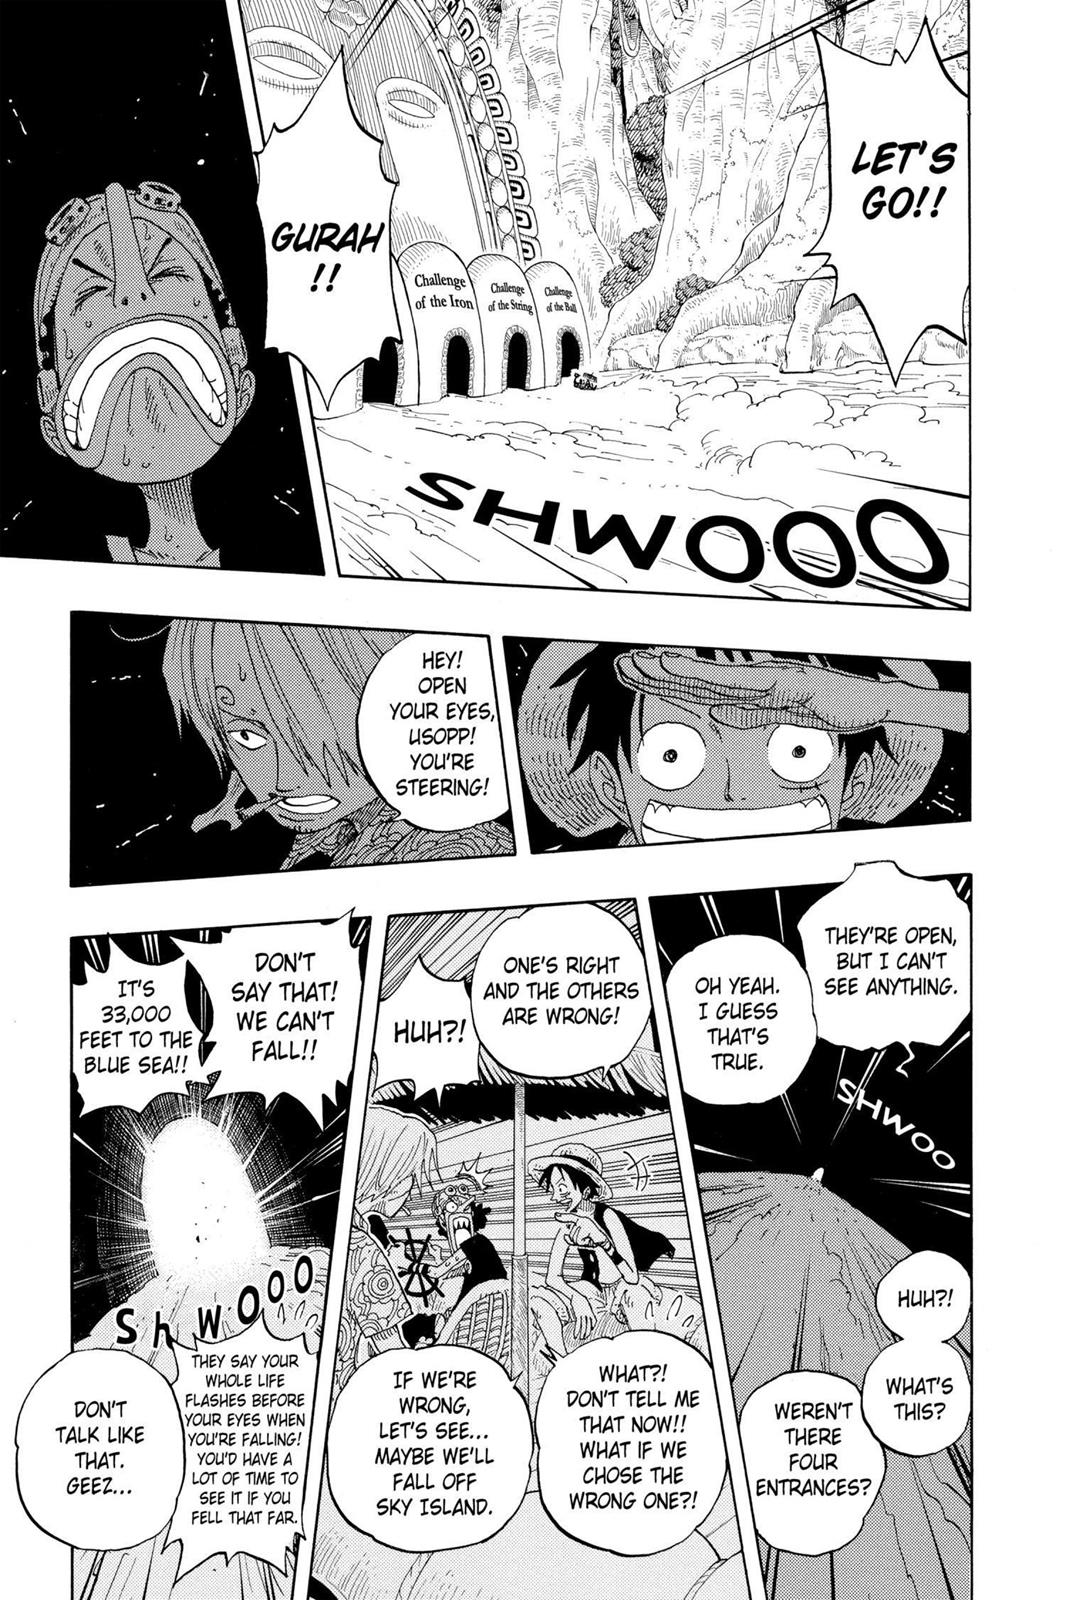 LET'S
GO!!
GURAH
!!
Challenge
of the Iron
Challenge
of the String
Challenge
of the Ball
SHWOOO
HEY!
OPEN
YOUR EYES,
USOPP!
YOU'RE
STEERING!
THEY'RE OPEN,
BUT I CAN'T
SEE ANYTHING.
OH YEAH.
I GUESS
THAT'S
TRUE.
SHWOO
HUH?!
WHAT'S
THIS?
WEREN'T
THERE
FOUR
ENTRANCES?
ONE'S RIGHT
AND THE OTHERS
ARE WRONG!
HUH?!
WHAT?!
DON'T TELL ME
THAT NOW!!
WHAT IF WE
CHOSE THE
WRONG ONE?!
IF WE'RE
WRONG,
LET'S SEE...
MAYBE WE'LL
FALL OFF
SKY ISLAND.
DON'T
SAY THAT!
WE CAN'T
FALL!!
IT'S
33,000
FEET TO THE
BLUE SEA!!
ShWOOO
THEY SAY YOUR
WHOLE LIFE
FLASHES BEFORE
YOUR EYES WHEN
YOU'RE FALLING!
YOU'D HAVE A
LOT OF TIME TO
SEE IT IF YOU
FELL THAT FAR.
DON'T
TALK LIKE
THAT.
GEEZ...